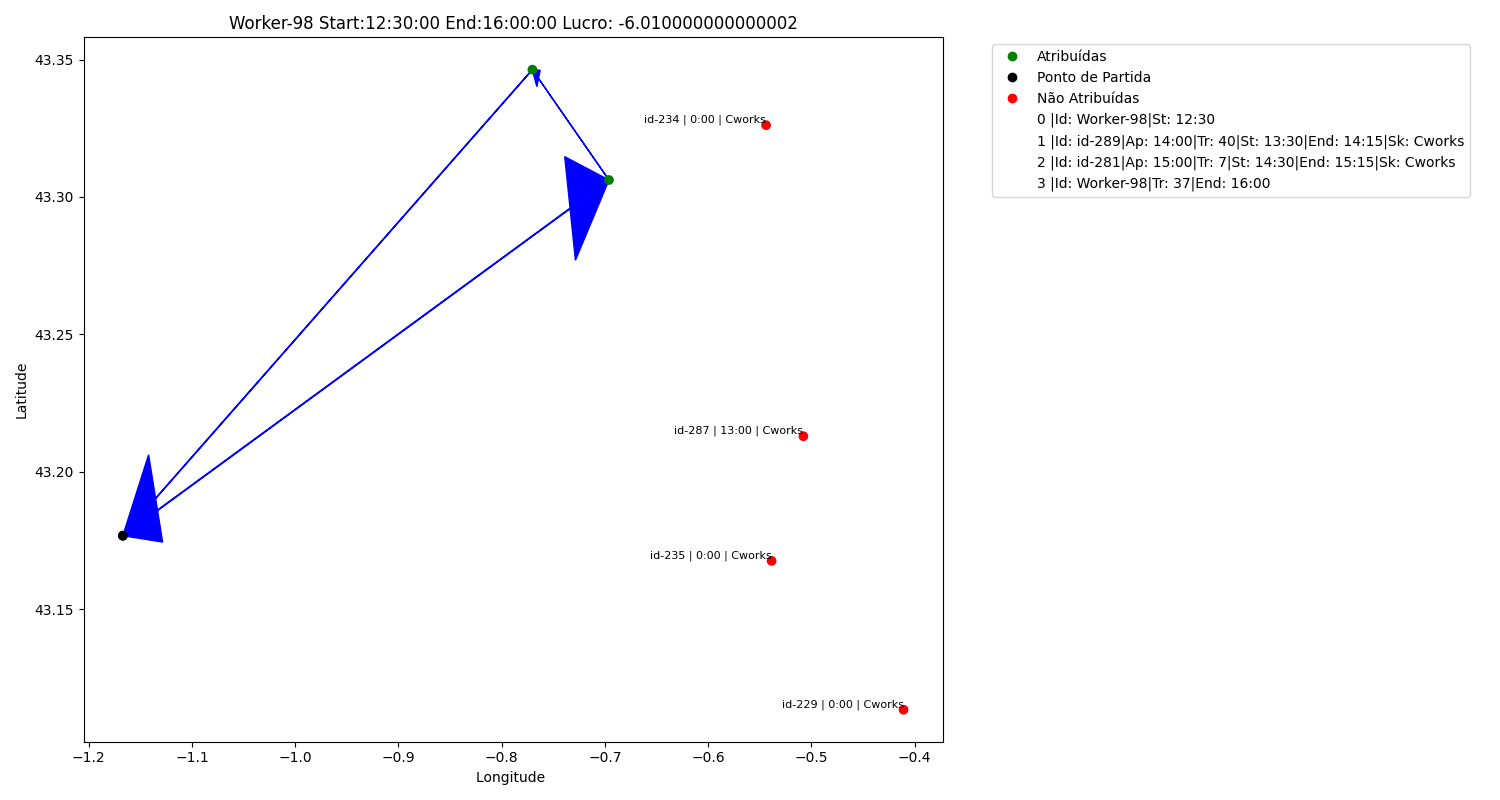 Worker-98 Start:12:30:00 End:16:00:00 Lucro: -6.010000000000002
43.35
43.30
43.25
43.20
43.15
Latitude
−1.2
−1.1
−1.0
−0.9
−0.8
−0.7
−0.6
−0.5
−0.4
Longitude
id-234 | 0:00 | Cworks
id-287 | 13:00 | Cworks
id-235 | 0:00 | Cworks
id-229 | 0:00 | Cworks
Atribuídas
Ponto de Partida
Não Atribuídas
0 |Id: Worker-98|St: 12:30
1 |Id: id-289|Ap: 14:00|Tr: 40|St: 13:30|End: 14:15|Sk: Cworks
2 |Id: id-281|Ap: 15:00|Tr: 7|St: 14:30|End: 15:15|Sk: Cworks
3 |Id: Worker-98|Tr: 37|End: 16:00